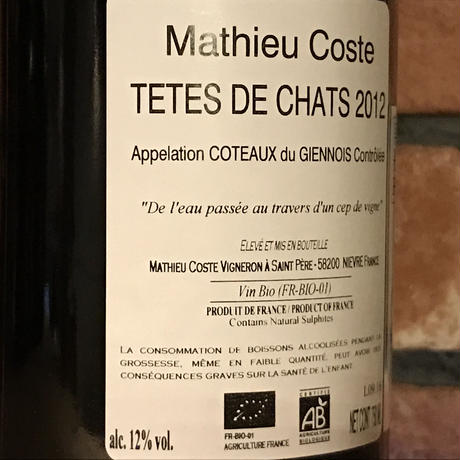 Mathieu Coste
TETES DE CHATS 2012
Appelation COTEAUX du GIENNOIS Contrôlée
"De l'eau passée au travers d'un cep de vigne"
ELEVÉ ET MIS EN BOUTEILLE
MATHIEU COSTE VIGNERON À SAINT PÈRE - 58200 NIEVRE FRANCE
Vin Bio (FR-BIO-01)
PRODUIT DE FRANCE / PRODUCT OF FRANCE
Contains Natural Sulphites
LA CONSOMMATION DE BOISSONS ALCOOLISÉES PENDANT LA
GROSSESSE, MÊME EN FAIBLE QUANTITÉ, PEUT AVOIR DES
CONSÉQUENCES GRAVES SUR LA SANTÉ DE L'ENFANT.
CERTIFIÉ
AB
AGRICULTURE
BIOLOGIQUE
FR-BIO-01
AGRICULTURE FRANCE
alc. 12% vol.
NET CONT